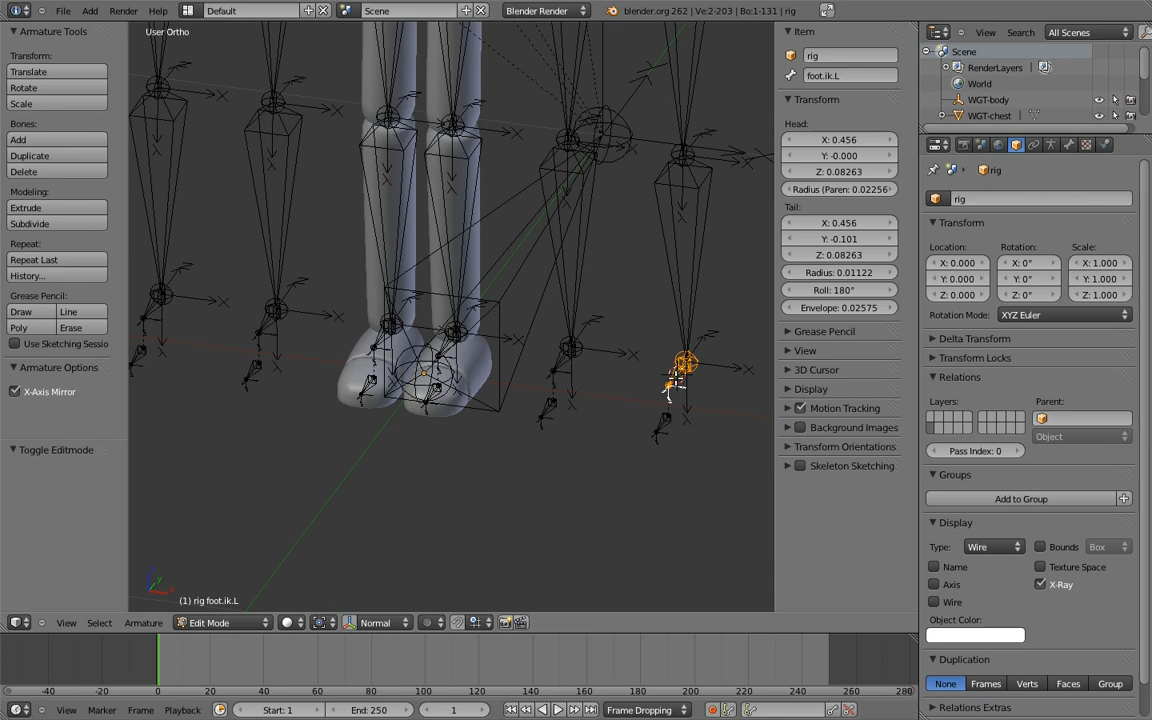 File Add Render Help Default Scene Blender Render blender.org 262 | Ve:2-203 | Bo:1-131 | rig
Armature Tools
Transform:
Translate
Rotate
Scale
Bones:
Add
Duplicate
Delete
Modeling:
Extrude
Subdivide
Repeat:
Repeat Last
History...
Grease Pencil:
Draw Line
Poly Erase
Use Sketching Sessio
Armature Options
X-Axis Mirror
Toggle Editmode
User Ortho
(1) rig foot.ik.L
Item
rig
foot.ik.L
Transform
Head:
X: 0.456
Y: -0.000
Z: 0.08263
Radius (Paren: 0.02256
Tail:
X: 0.456
Y: -0.101
Z: 0.08263
Radius: 0.01122
Roll: 180°
Envelope: 0.02575
Grease Pencil
View
3D Cursor
Display
Motion Tracking
Background Images
Transform Orientations
Skeleton Sketching
View Search All Scenes
Scene
RenderLayers
World
WGT-body
WGT-chest
rig
rig
Transform
Location: Rotation: Scale:
X: 0.000 X: 0° X: 1.000
Y: 0.000 Y: 0° Y: 1.000
Z: 0.000 Z: 0° Z: 1.000
Rotation Mode: XYZ Euler
Delta Transform
Transform Locks
Relations
Layers: Parent:
Object
Pass Index: 0
Groups
Add to Group
Display
Type: Wire Bounds Box
Name Texture Space
Axis X-Ray
Wire
Object Color:
Duplication
None Frames Verts Faces Group
Relations Extras
View Select Armature Edit Mode Normal
-40 -20 0 20 40 60 80 100 120 140 160 180 200 220 240 260 280
View Marker Frame Playback Start: 1 End: 250 1 Frame Dropping